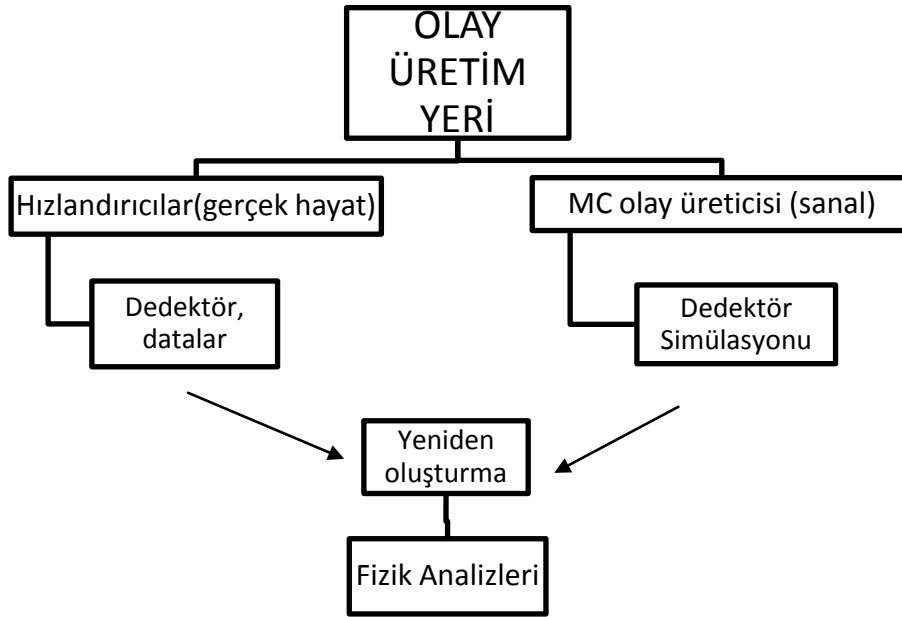 OLAY
ÜRETİM
YERİ
Hızlandırıcılar(gerçek hayat)
MC olay üreticisi (sanal)
Dedektör,
datalar
Dedektör
Simülasyonu
Yeniden
oluşturma
Fizik Analizleri